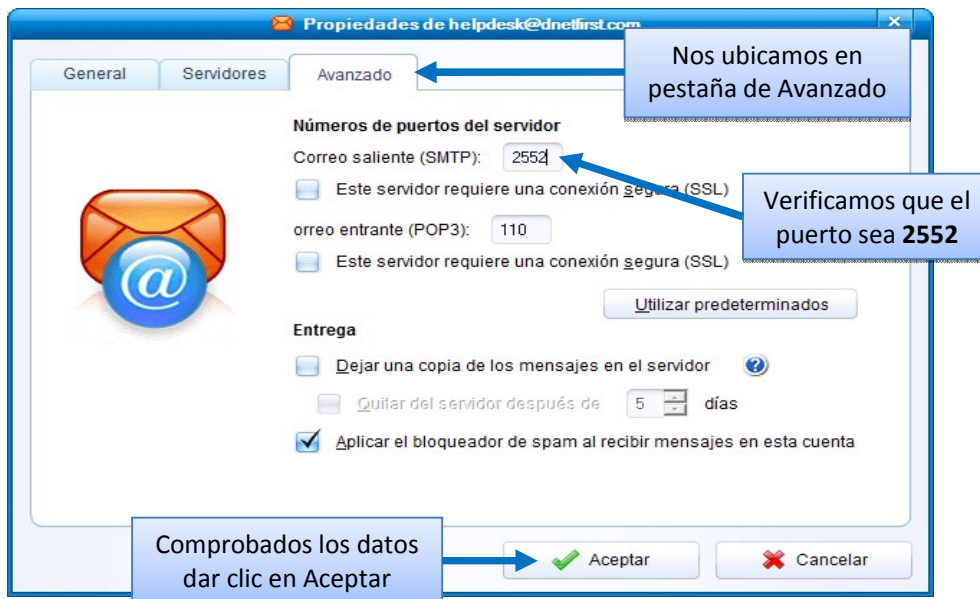 Propiedades de helpdesk@dnetfirst.com
Nos ubicamos en
pestaña de Avanzado
General
Servidores
Avanzado
Números de puertos del servidor
Correo saliente (SMTP): 2552
Este servidor requiere una conexión segura (SSL)
Verificamos que el
puerto sea 2552
orreo entrante (POP3): 110
Este servidor requiere una conexión segura (SSL)
Utilizar predeterminados
Entrega
Dejar una copia de los mensajes en el servidor ?
Quitar del servidor después de 5 días
Aplicar el bloqueador de spam al recibir mensajes en esta cuenta
Comprobados los datos
dar clic en Aceptar
Aceptar
Cancelar
@